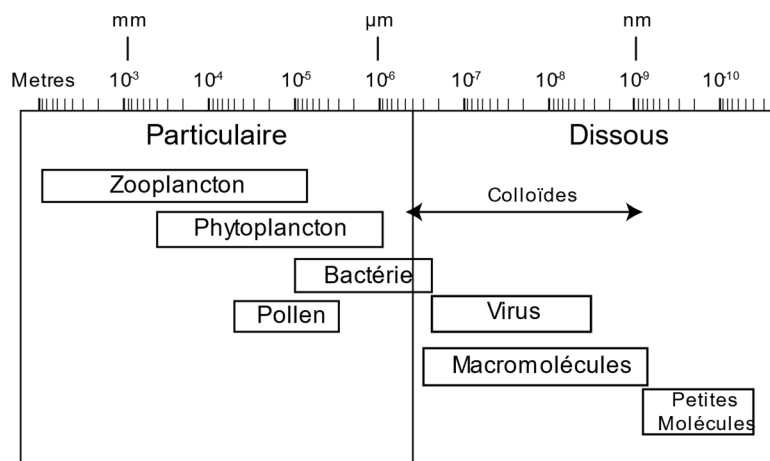 mm µm nm
Metres 10⁻³ 10⁻⁴ 10⁻⁵ 10⁻⁶ 10⁻⁷ 10⁻⁸ 10⁻⁹ 10⁻¹⁰
Particulaire Dissous
Zooplancton
Colloïdes
Phytoplancton
Bactérie
Pollen
Virus
Macromolécules
Petites
Molécules